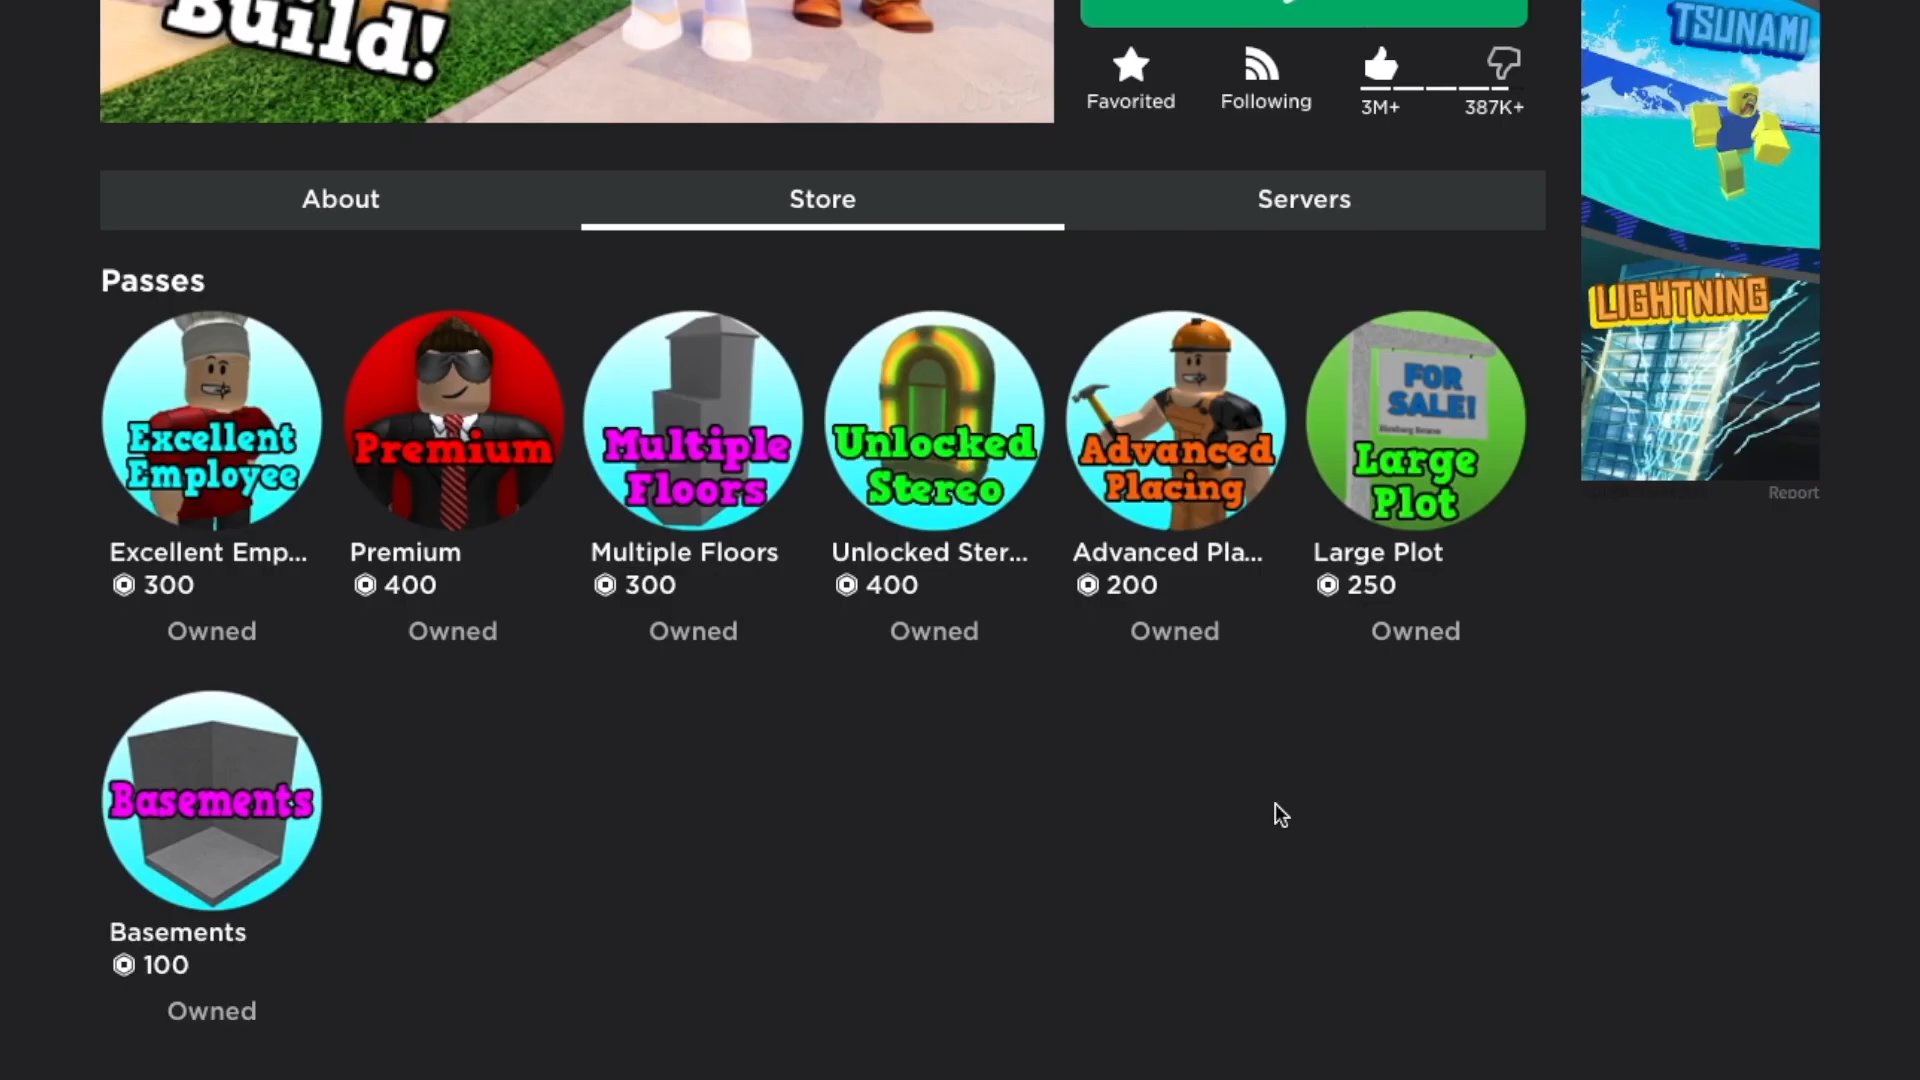 Build!
Favorited
Following
3M+
387K+
TSUNAMI
LIGHTNING
Report
About
Store
Servers
Passes
Excellent
Employee
Premium
Multiple
Floors
Unlocked
Stereo
Advanced
Placing
FOR
SALE!
Large
Plot
Excellent Emp...
Premium
Multiple Floors
Unlocked Ster...
Advanced Pla...
Large Plot
300
400
300
400
200
250
Owned
Owned
Owned
Owned
Owned
Owned
Basements
Basements
100
Owned